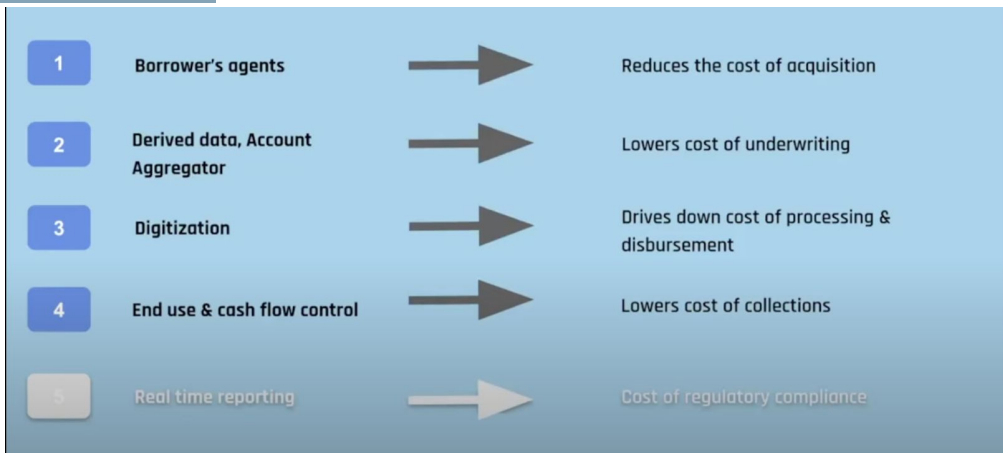 1 Borrower's agents Reduces the cost of acquisition
2 Derived data, Account Lowers cost of underwriting
Aggregator
3 Digitization Drives down cost of processing &
disbursement
4 End use & cash flow control Lowers cost of collections
5 Real time reporting Cost of regulatory compliance